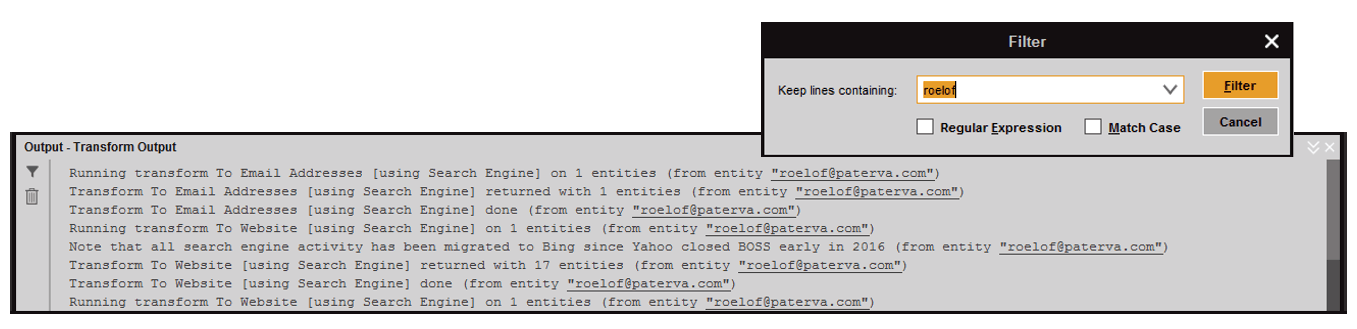 Filter
Keep lines containing: roelof Filter
Regular Expression Match Case Cancel
Output - Transform Output
Running transform To Email Addresses [using Search Engine] on 1 entities (from entity "roelof@paterva.com")
Transform To Email Addresses [using Search Engine] returned with 1 entities (from entity "roelof@paterva.com")
Transform To Email Addresses [using Search Engine] done (from entity "roelof@paterva.com")
Running transform To Website [using Search Engine] on 1 entities (from entity "roelof@paterva.com")
Note that all search engine activity has been migrated to Bing since Yahoo closed BOSS early in 2016 (from entity "roelof@paterva.com")
Transform To Website [using Search Engine] returned with 17 entities (from entity "roelof@paterva.com")
Transform To Website [using Search Engine] done (from entity "roelof@paterva.com")
Running transform To Website [using Search Engine] on 1 entities (from entity "roelof@paterva.com")